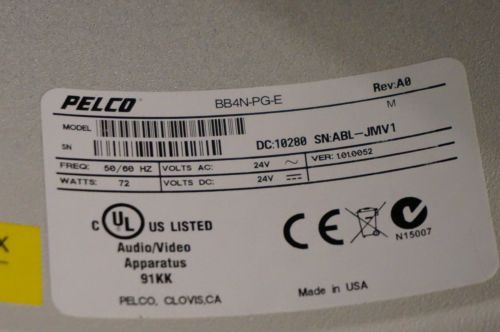 PELCO BB4N-PG-E Rev:A0
MODEL M
SN DC:10280 SN:ABL-JMV1
FREQ: 50/60 HZ VOLTS AC: 24V ~ VER: 1010052
WATTS: 72 VOLTS DC: 24V
C UL US LISTED
Audio/Video
Apparatus
91KK
CE N15007
PELCO, CLOVIS,CA Made in USA
X